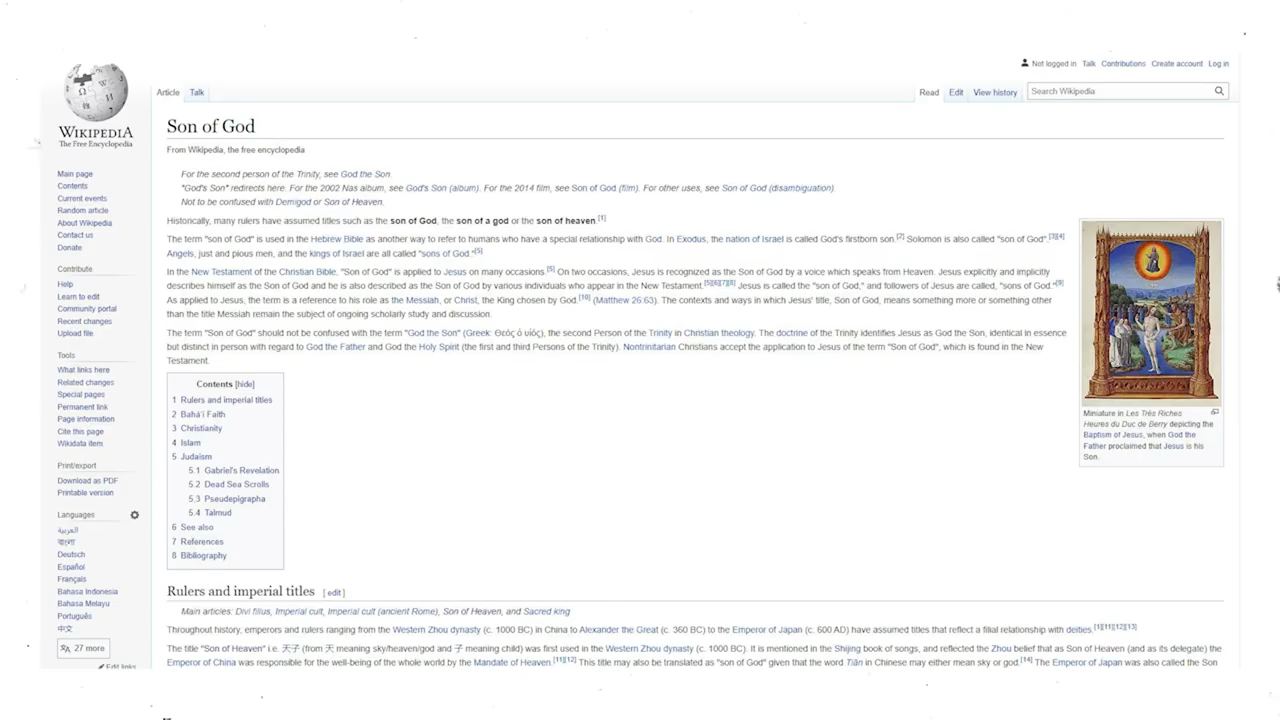 Not logged in Talk Contributions Create account Log in
Article Talk Read Edit View history Search Wikipedia
WIKIPEDIA
The Free Encyclopedia
Main page
Contents
Current events
Random article
About Wikipedia
Contact us
Donate
Contribute
Help
Learn to edit
Community portal
Recent changes
Upload file
Tools
What links here
Related changes
Special pages
Permanent link
Page information
Cite this page
Wikidata item
Print/export
Download as PDF
Printable version
Languages
العربية
বাংলা
Deutsch
Español
Français
Bahasa Indonesia
Bahasa Melayu
Português
中文
27 more
Edit links
Son of God
From Wikipedia, the free encyclopedia
For the second person of the Trinity, see God the Son.
"God's Son" redirects here. For the 2002 Nas album, see God's Son (album). For the 2014 film, see Son of God (film). For other uses, see Son of God (disambiguation).
Not to be confused with Demigod or Son of Heaven.
Historically, many rulers have assumed titles such as the son of God, the son of a god or the son of heaven.[1]
The term "son of God" is used in the Hebrew Bible as another way to refer to humans who have a special relationship with God. In Exodus, the nation of Israel is called God's firstborn son.[2] Solomon is also called "son of God".[3][4]
Angels, just and pious men, and the kings of Israel are all called "sons of God."[5]
In the New Testament of the Christian Bible, "Son of God" is applied to Jesus on many occasions.[5] On two occasions, Jesus is recognized as the Son of God by a voice which speaks from Heaven. Jesus explicitly and implicitly
describes himself as the Son of God and he is also described as the Son of God by various individuals who appear in the New Testament.[5][6][7][8] Jesus is called the "son of God," and followers of Jesus are called, "sons of God."[9]
As applied to Jesus, the term is a reference to his role as the Messiah, or Christ, the King chosen by God.[10] (Matthew 26:63). The contexts and ways in which Jesus' title, Son of God, means something more or something other
than the title Messiah remain the subject of ongoing scholarly study and discussion.
The term "Son of God" should not be confused with the term "God the Son" (Greek: Θεός ὁ υἱός), the second Person of the Trinity in Christian theology. The doctrine of the Trinity identifies Jesus as God the Son, identical in essence
but distinct in person with regard to God the Father and God the Holy Spirit (the first and third Persons of the Trinity). Nontrinitarian Christians accept the application to Jesus of the term "Son of God", which is found in the New
Testament.
Miniature in Les Très Riches
Heures du Duc de Berry depicting the
Baptism of Jesus, when God the
Father proclaimed that Jesus is his
Son.
Contents [hide]
1 Rulers and imperial titles
2 Bahá'í Faith
3 Christianity
4 Islam
5 Judaism
5.1 Gabriel's Revelation
5.2 Dead Sea Scrolls
5.3 Pseudepigrapha
5.4 Talmud
6 See also
7 References
8 Bibliography
Rulers and imperial titles [ edit ]
Main articles: Divi filius, Imperial cult, Imperial cult (ancient Rome), Son of Heaven, and Sacred king
Throughout history, emperors and rulers ranging from the Western Zhou dynasty (c. 1000 BC) in China to Alexander the Great (c. 360 BC) to the Emperor of Japan (c. 600 AD) have assumed titles that reflect a filial relationship with deities.[1][11][12][13]
The title "Son of Heaven" i.e. 天子 (from 天 meaning sky/heaven/god and 子 meaning child) was first used in the Western Zhou dynasty (c. 1000 BC). It is mentioned in the Shijing book of songs, and reflected the Zhou belief that as Son of Heaven (and as its delegate) the
Emperor of China was responsible for the well-being of the whole world by the Mandate of Heaven.[11][12] This title may also be translated as "son of God" given that the word Tiān in Chinese may either mean sky or god.[14] The Emperor of Japan was also called the Son